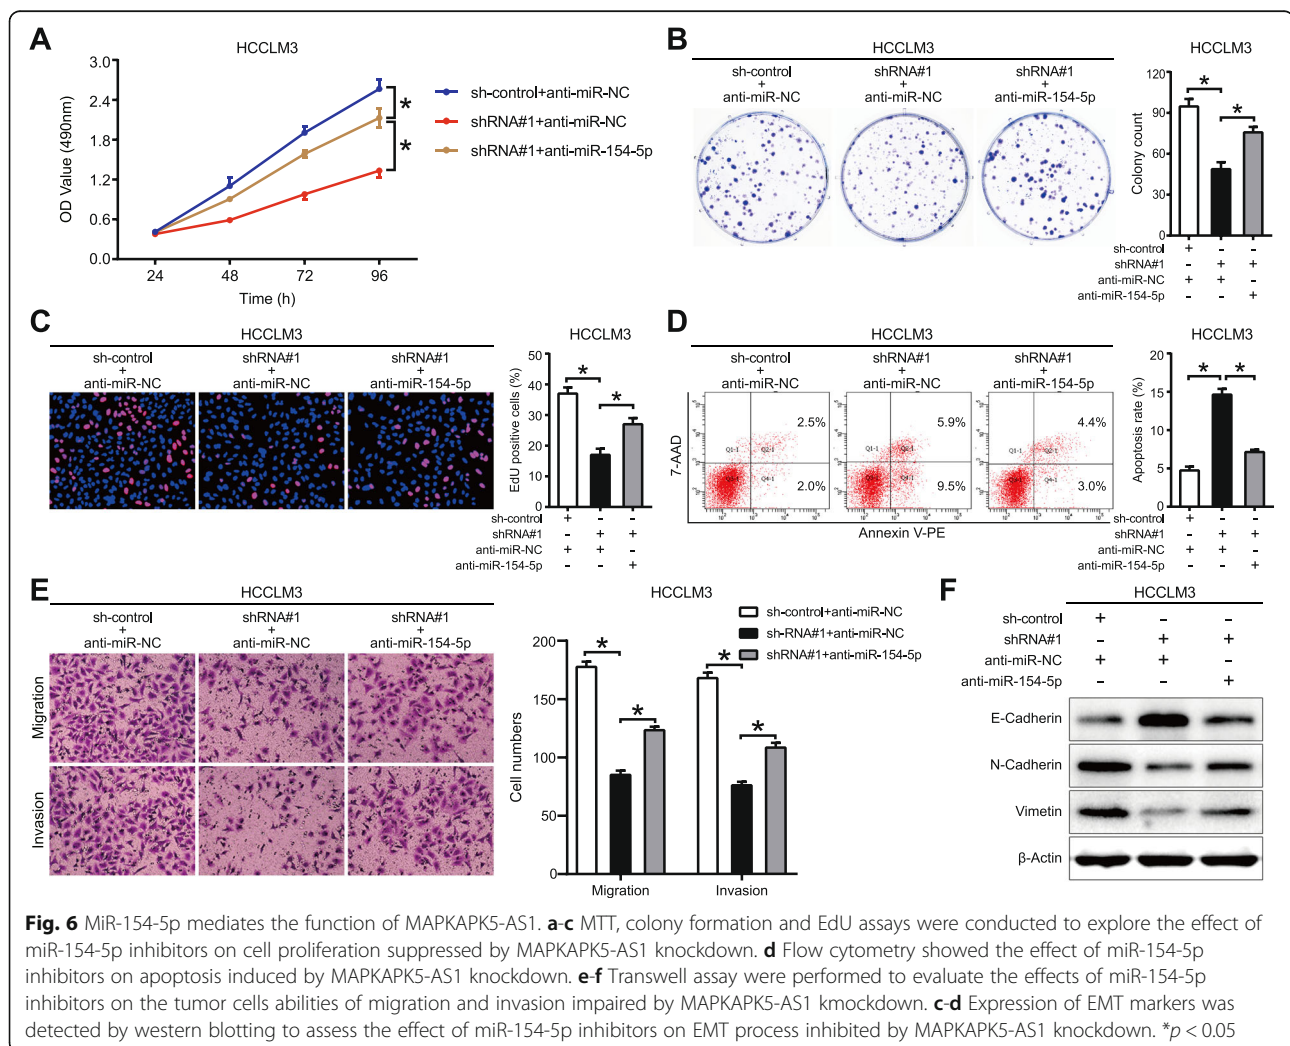 A
HCCLM3
OD Value (490nm)
3.0
2.4
1.8
1.2
0.6
0.0
24
48
72
96
Time (h)
*
*
sh-control+anti-miR-NC
shRNA#1+anti-miR-NC
shRNA#1+anti-miR-154-5p
B
HCCLM3
sh-control
+
anti-miR-NC
shRNA#1
+
anti-miR-NC
shRNA#1
+
anti-miR-154-5p
HCCLM3
Colony count
120
90
60
30
0
*
*
sh-control + - -
shRNA#1 - + +
anti-miR-NC + + -
anti-miR-154-5p - - +
C
HCCLM3
sh-control
+
anti-miR-NC
shRNA#1
+
anti-miR-NC
shRNA#1
+
anti-miR-154-5p
HCCLM3
EdU positive cells (%)
50
40
30
20
10
0
*
*
sh-control + - -
shRNA#1 - + +
anti-miR-NC + + -
anti-miR-154-5p - - +
D
HCCLM3
sh-control
+
anti-miR-NC
shRNA#1
+
anti-miR-NC
shRNA#1
+
anti-miR-154-5p
7-AAD
2.5%
2.0%
5.9%
9.5%
4.4%
3.0%
Q1-1
Q2-1
Q4-1
Q2-1
Q4-1
Q1-1
Q2-1
Q4-1
Annexin V-PE
HCCLM3
Apoptosis rate (%)
20
15
10
5
0
*
*
sh-control + - -
shRNA#1 - + +
anti-miR-NC + + -
anti-miR-154-5p - - +
E
HCCLM3
sh-control
+
anti-miR-NC
shRNA#1
+
anti-miR-NC
shRNA#1
+
anti-miR-154-5p
Migration
Invasion
HCCLM3
sh-control+anti-miR-NC
sh-RNA#1+anti-miR-NC
shRNA#1+anti-miR-154-5p
Cell numbers
200
150
100
50
0
*
*
*
*
Migration
Invasion
F
HCCLM3
sh-control + - -
shRNA#1 - + +
anti-miR-NC + + -
anti-miR-154-5p - - +
E-Cadherin
N-Cadherin
Vimetin
β-Actin
Fig. 6 MiR-154-5p mediates the function of MAPKAPK5-AS1. a-c MTT, colony formation and EdU assays were conducted to explore the effect of
miR-154-5p inhibitors on cell proliferation suppressed by MAPKAPK5-AS1 knockdown. d Flow cytometry showed the effect of miR-154-5p
inhibitors on apoptosis induced by MAPKAPK5-AS1 knockdown. e-f Transwell assay were performed to evaluate the effects of miR-154-5p
inhibitors on the tumor cells abilities of migration and invasion impaired by MAPKAPK5-AS1 kmockdown. c-d Expression of EMT markers was
detected by western blotting to assess the effect of miR-154-5p inhibitors on EMT process inhibited by MAPKAPK5-AS1 knockdown. *p < 0.05